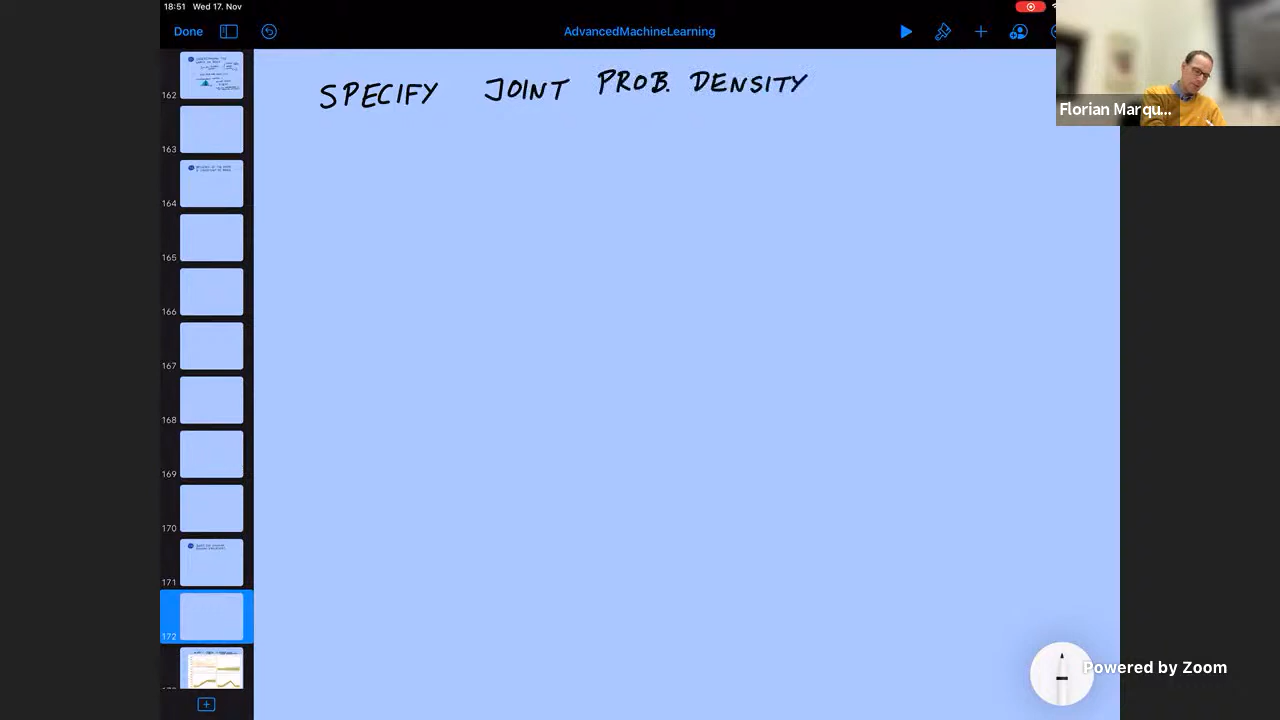 18:51 Wed 17. Nov
Done
AdvancedMachineLearning
SPECIFY JOINT PROB. DENSITY
Florian Marqu...
162
163
164
165
166
167
168
169
170
171
172
Powered by Zoom